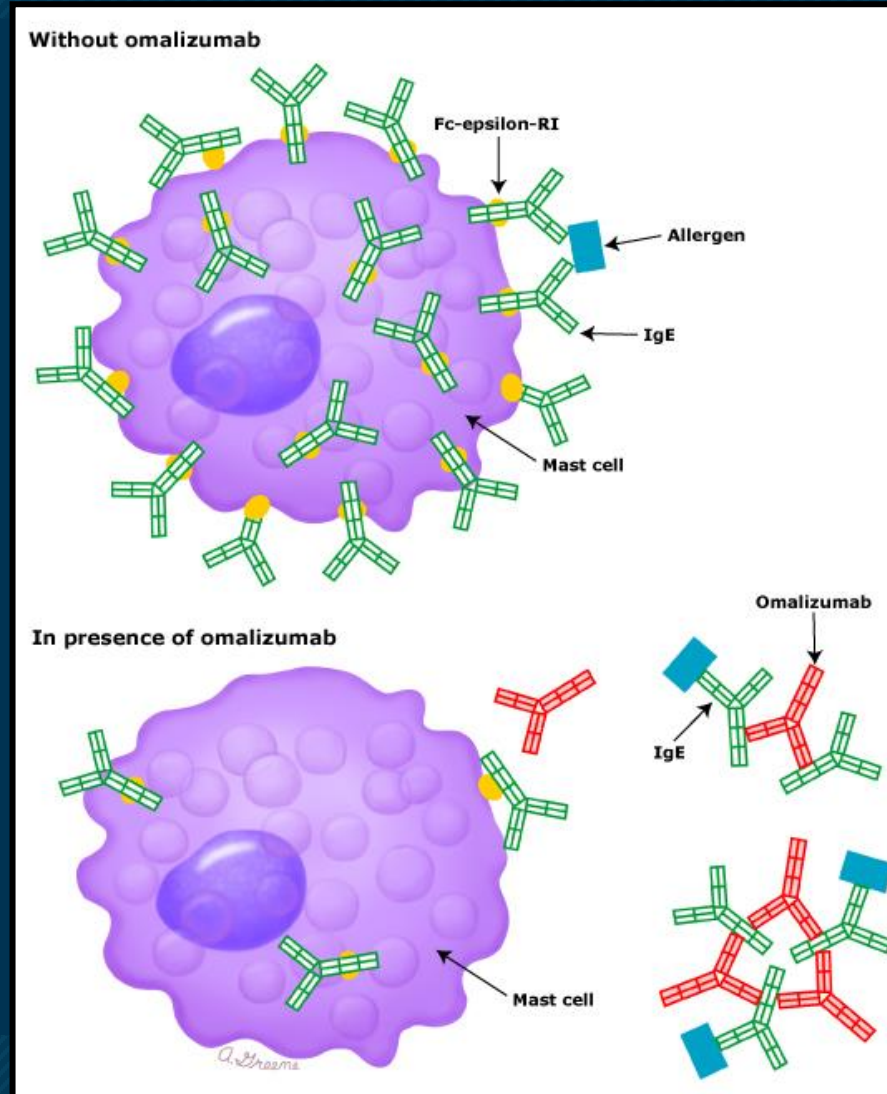 Without omalizumab
Fc-epsilon-RI
Allergen
IgE
Mast cell
In presence of omalizumab
Omalizumab
IgE
Mast cell
A. Greene